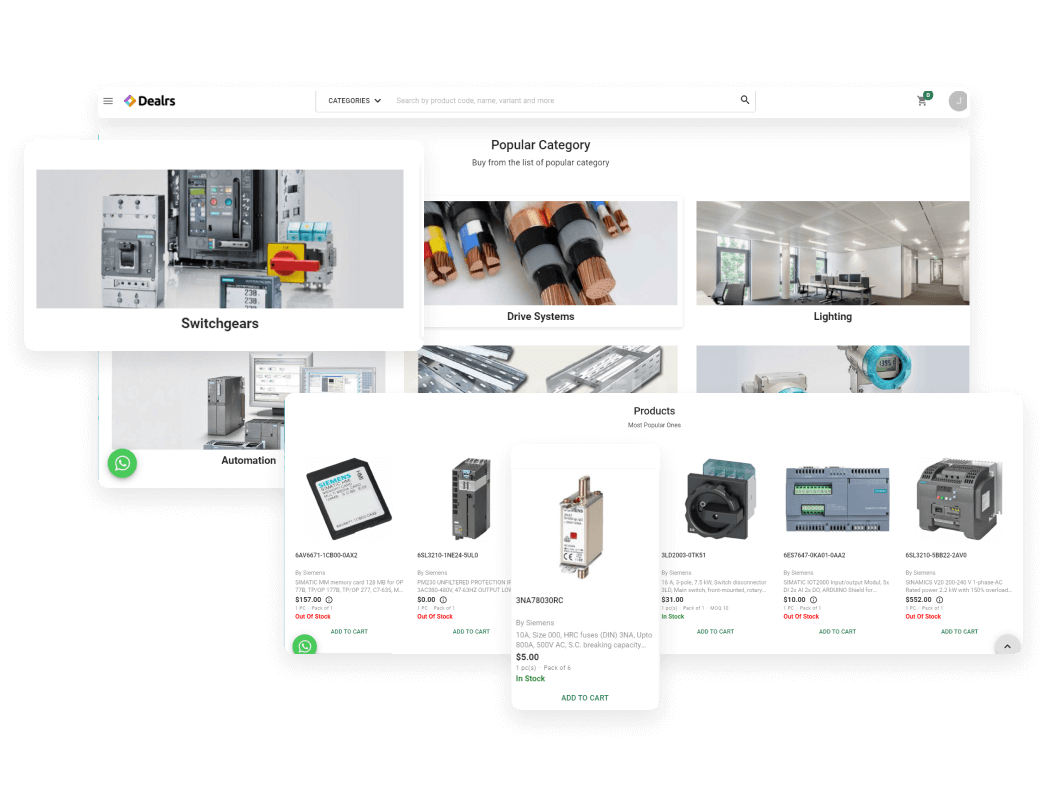 Dealrs
CATEGORIES
Search by product code, name, variant and more
0
J
Popular Category
Buy from the list of popular category
Switchgears
Drive Systems
Lighting
Automation
Products
Most Popular Ones
SIEMENS
6AV6671-1CB00-0AX2
By Siemens
SIMATIC MM memory card 128 MB for OP
77B, TP/OP 177B, TP/OP 277, C7-635, M...
$157.00
1 PC · Pack of 1
Out Of Stock
ADD TO CART
6SL3210-1NE24-5UL0
By Siemens
PM230 UNFILTERED PROTECTION
3AC380-480V, 47-63HZ OUTPUT
$0.00
1 PC · Pack of 1
Out Of Stock
ADD TO CART
SIEMENS
3NA78030RC
By Siemens
10A, Size 000, HRC fuses (DIN) 3NA, Upto
800A, 500V AC, S.C. breaking capacity...
$5.00
1 pc(s) · Pack of 6
In Stock
ADD TO CART
3LD2003-0TK51
By Siemens
16 A, 3-pole, 7.5 kW, Switch disconnector
3LD, Main switch, front-mounted, rotary...
$31.00
1 pc(s) · Pack of 1 · MOQ 10
In Stock
ADD TO CART
6ES7647-0KA01-0AA2
By Siemens
SIMATIC IOT2000 Input/output Modul, 5x
DI 2x AI 2x DO, ARDUINO Shield for...
$10.00
1 PC · Pack of 1
Out Of Stock
ADD TO CART
6SL3210-5BB22-2AV0
By Siemens
SINAMICS V20 200-240 V 1-phase-AC
Rated power 2.2 kW with 150% overload...
$552.00
1 PC · Pack of 1
Out Of Stock
ADD TO CART